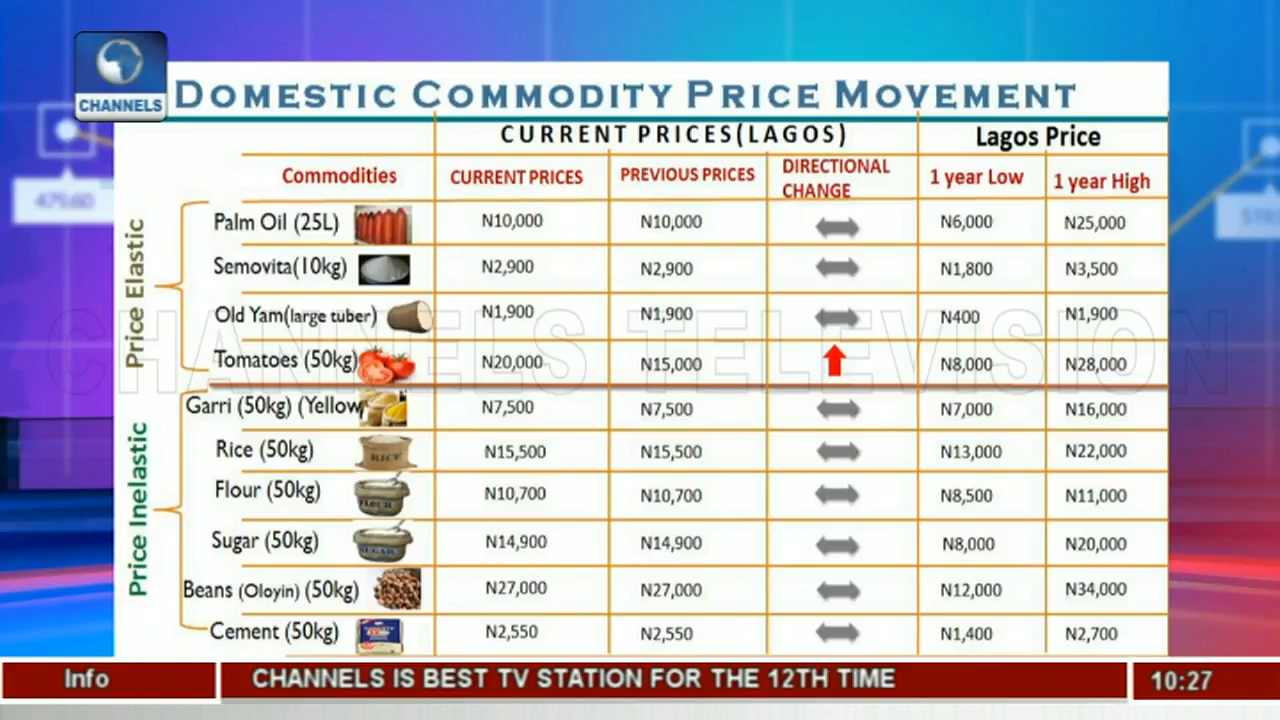 CHANNELS
DOMESTIC COMMODITY PRICE MOVEMENT
CURRENT PRICES(LAGOS) Lagos Price
Commodities CURRENT PRICES PREVIOUS PRICES DIRECTIONAL CHANGE 1 year Low 1 year High
Price Elastic
Palm Oil (25L) N10,000 N10,000 N6,000 N25,000
Semovita(10kg) N2,900 N2,900 N1,800 N3,500
Old Yam(large tuber) N1,900 N1,900 N400 N1,900
CHANNELS TELEVISION
Tomatoes (50kg) N20,000 N15,000 N8,000 N28,000
Price Inelastic
Garri (50kg) (Yellow N7,500 N7,500 N7,000 N16,000
Rice (50kg) RICE N15,500 N15,500 N13,000 N22,000
Flour (50kg) FLOUR N10,700 N10,700 N8,500 N11,000
Sugar (50kg) SUGAR N14,900 N14,900 N8,000 N20,000
Beans (Oloyin) (50kg) N27,000 N27,000 N12,000 N34,000
Cement (50kg) N2,550 N2,550 N1,400 N2,700
Info CHANNELS IS BEST TV STATION FOR THE 12TH TIME 10:27